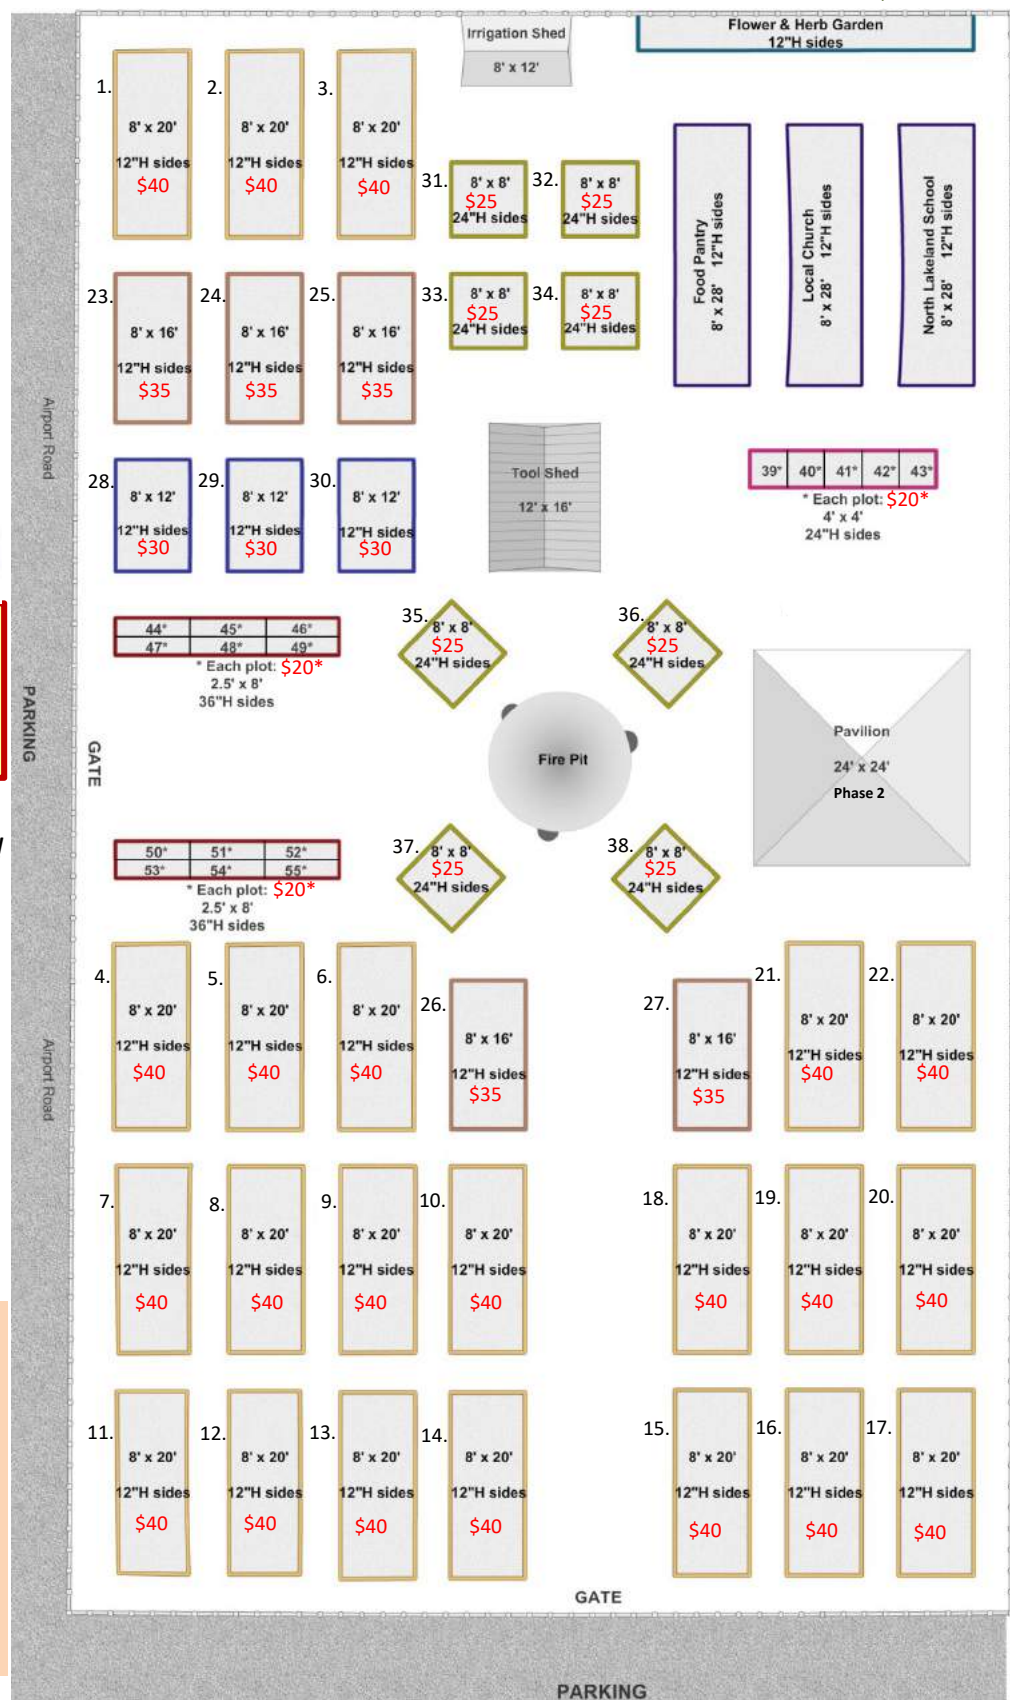 Irrigation Shed
8' x 12'
Flower & Herb Garden
12"H sides
1.
8' x 20'
12"H sides
$40
2.
8' x 20'
12"H sides
$40
3.
8' x 20'
12"H sides
$40
31.
8' x 8'
$25
24"H sides
32.
8' x 8'
$25
24"H sides
Food Pantry
8' x 28' 12"H sides
Local Church
8' x 28' 12"H sides
North Lakeland School
8' x 28' 12"H sides
23.
8' x 16'
12"H sides
$35
24.
8' x 16'
12"H sides
$35
25.
8' x 16'
12"H sides
$35
33.
8' x 8'
$25
24"H sides
34.
8' x 8'
$25
24"H sides
Airport Road
28.
8' x 12'
12"H sides
$30
29.
8' x 12'
12"H sides
$30
30.
8' x 12'
12"H sides
$30
Tool Shed
12' x 16'
39* 40* 41* 42* 43*
* Each plot: $20*
4' x 4'
24"H sides
44* 45* 46*
47* 48* 49*
* Each plot: $20*
2.5' x 8'
36"H sides
35.
8' x 8'
$25
24"H sides
36.
8' x 8'
$25
24"H sides
PARKING
GATE
Fire Pit
Pavilion
24' x 24'
Phase 2
50* 51* 52*
53* 54* 55*
* Each plot: $20*
2.5' x 8'
36"H sides
37.
8' x 8'
$25
24"H sides
38.
8' x 8'
$25
24"H sides
Airport Road
4.
8' x 20'
12"H sides
$40
5.
8' x 20'
12"H sides
$40
6.
8' x 20'
12"H sides
$40
26.
8' x 16'
12"H sides
$35
27.
8' x 16'
12"H sides
$35
21.
8' x 20'
12"H sides
$40
22.
8' x 20'
12"H sides
$40
7.
8' x 20'
12"H sides
$40
8.
8' x 20'
12"H sides
$40
9.
8' x 20'
12"H sides
$40
10.
8' x 20'
12"H sides
$40
18.
8' x 20'
12"H sides
$40
19.
8' x 20'
12"H sides
$40
20.
8' x 20'
12"H sides
$40
11.
8' x 20'
12"H sides
$40
12.
8' x 20'
12"H sides
$40
13.
8' x 20'
12"H sides
$40
14.
8' x 20'
12"H sides
$40
15.
8' x 20'
12"H sides
$40
16.
8' x 20'
12"H sides
$40
17.
8' x 20'
12"H sides
$40
GATE
PARKING